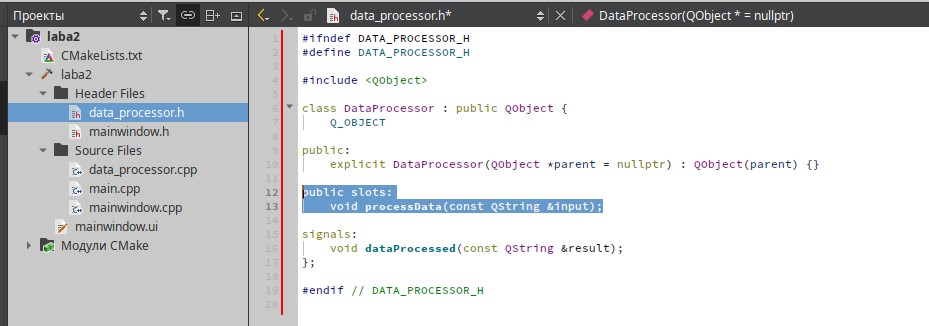 Проекты
data_processor.h*
DataProcessor(QObject * = nullptr)
laba2
CMakeLists.txt
laba2
Header Files
data_processor.h
mainwindow.h
Source Files
data_processor.cpp
main.cpp
mainwindow.cpp
mainwindow.ui
Модули CMake
1 #ifndef DATA_PROCESSOR_H
2 #define DATA_PROCESSOR_H
3
4 #include <QObject>
5
6 class DataProcessor : public QObject {
7 Q_OBJECT
8
9 public:
10 explicit DataProcessor(QObject *parent = nullptr) : QObject(parent) {}
11
12 public slots:
13 void processData(const QString &input);
14
15 signals:
16 void dataProcessed(const QString &result);
17 };
18
19 #endif // DATA_PROCESSOR_H
20